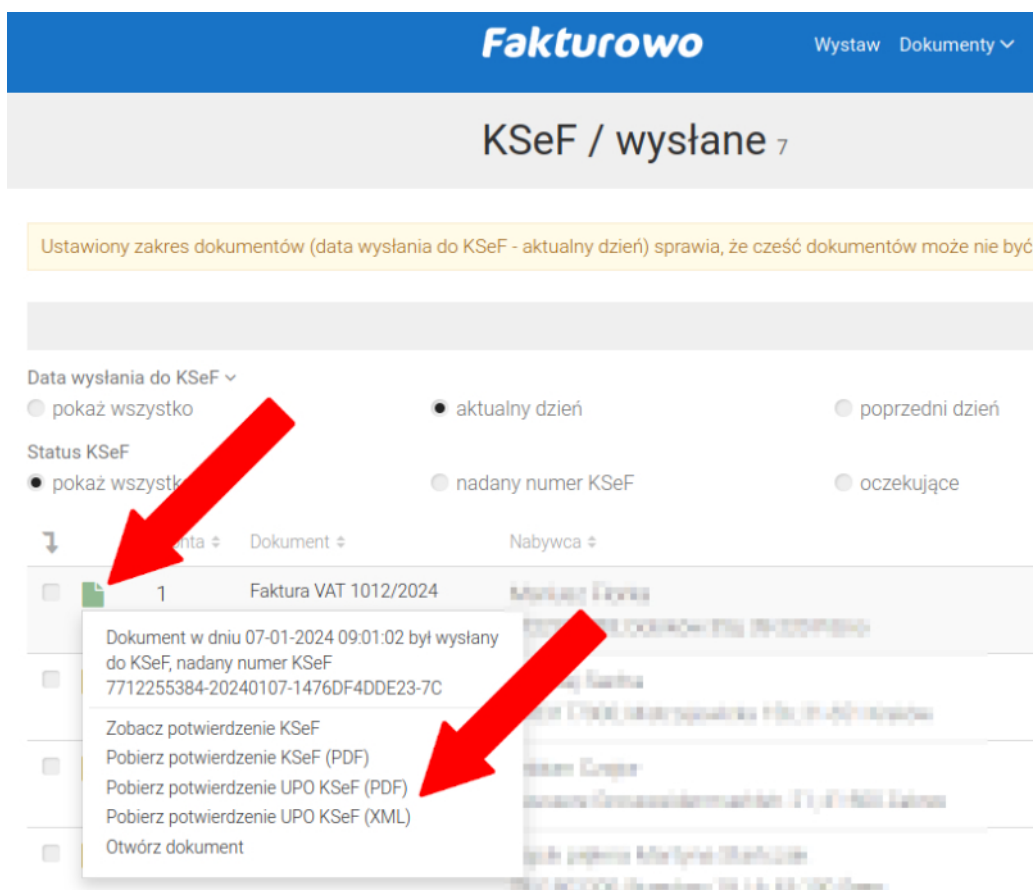 Fakturowo
Wystaw Dokumenty
KSeF / wysłane 7
Ustawiony zakres dokumentów (data wysłania do KSeF - aktualny dzień) sprawia, że cześć dokumentów może nie być
Data wysłania do KSeF
pokaż wszystko aktualny dzień poprzedni dzień
Status KSeF
pokaż nadany numer KSeF oczekujące
Dokument Nabywca
1 Faktura VAT 1012/2024
Dokument w dniu 07-01-2024 09:01:02 był wysłany
do KSeF, nadany numer KSeF
7712255384-20240107-1476DF4DDE23-7C
Zobacz potwierdzenie KSeF
Pobierz potwierdzenie KSeF (PDF)
Pobierz potwierdzenie UPO KSeF (PDF)
Pobierz potwierdzenie UPO KSeF (XML)
Otwórz dokument